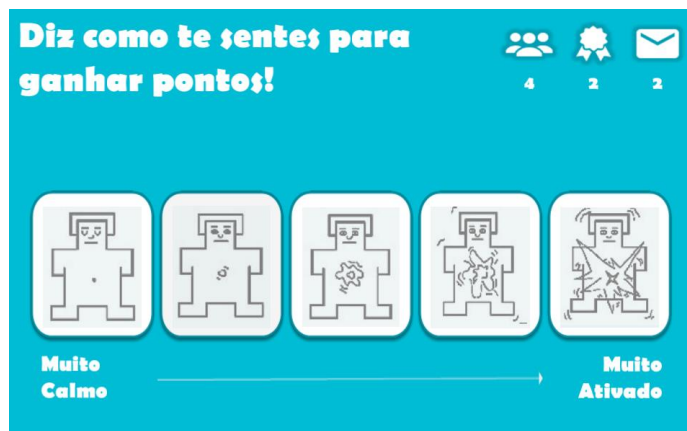 Diz como te sentes para
ganhar pontos!
4 2 2
Muito
Calmo
Muito
Ativado